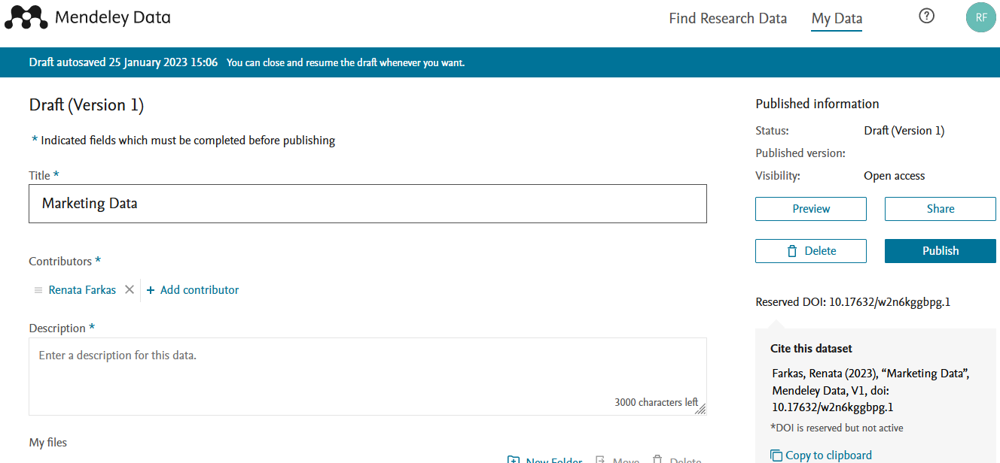 Mendeley Data
Find Research Data
My Data
?
RF
Draft autosaved 25 January 2023 15:06 You can close and resume the draft whenever you want.
Draft (Version 1)
* Indicated fields which must be completed before publishing
Title *
Marketing Data
Contributors *
Renata Farkas + Add contributor
Description *
Enter a description for this data.
3000 characters left
My files
New Folder Move Delete
Published information
Status: Draft (Version 1)
Published version:
Visibility: Open access
Preview Share
Delete Publish
Reserved DOI: 10.17632/w2n6kggbpg.1
Cite this dataset
Farkas, Renata (2023), “Marketing Data”,
Mendeley Data, V1, doi:
10.17632/w2n6kggbpg.1
*DOI is reserved but not active
Copy to clipboard